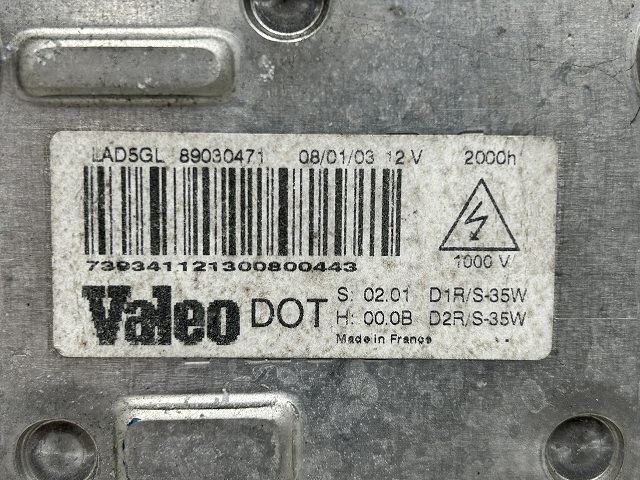 LAD5GL 89030471 08/01/03 12 V 2000h
739341121300800443
1000 V
Valeo DOT S: 02.01 D1R/S-35W
H: 00.0B D2R/S-35W
Made in France